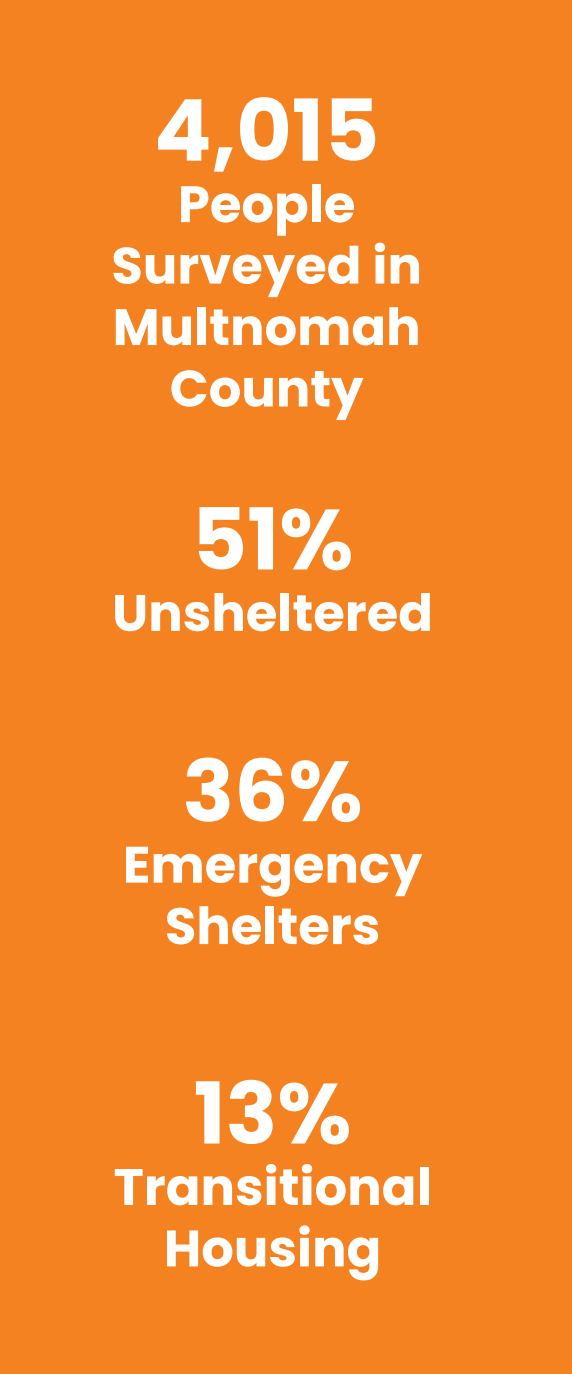 4,015
People
Surveyed in
Multnomah
County
51%
Unsheltered
36%
Emergency
Shelters
13%
Transitional
Housing